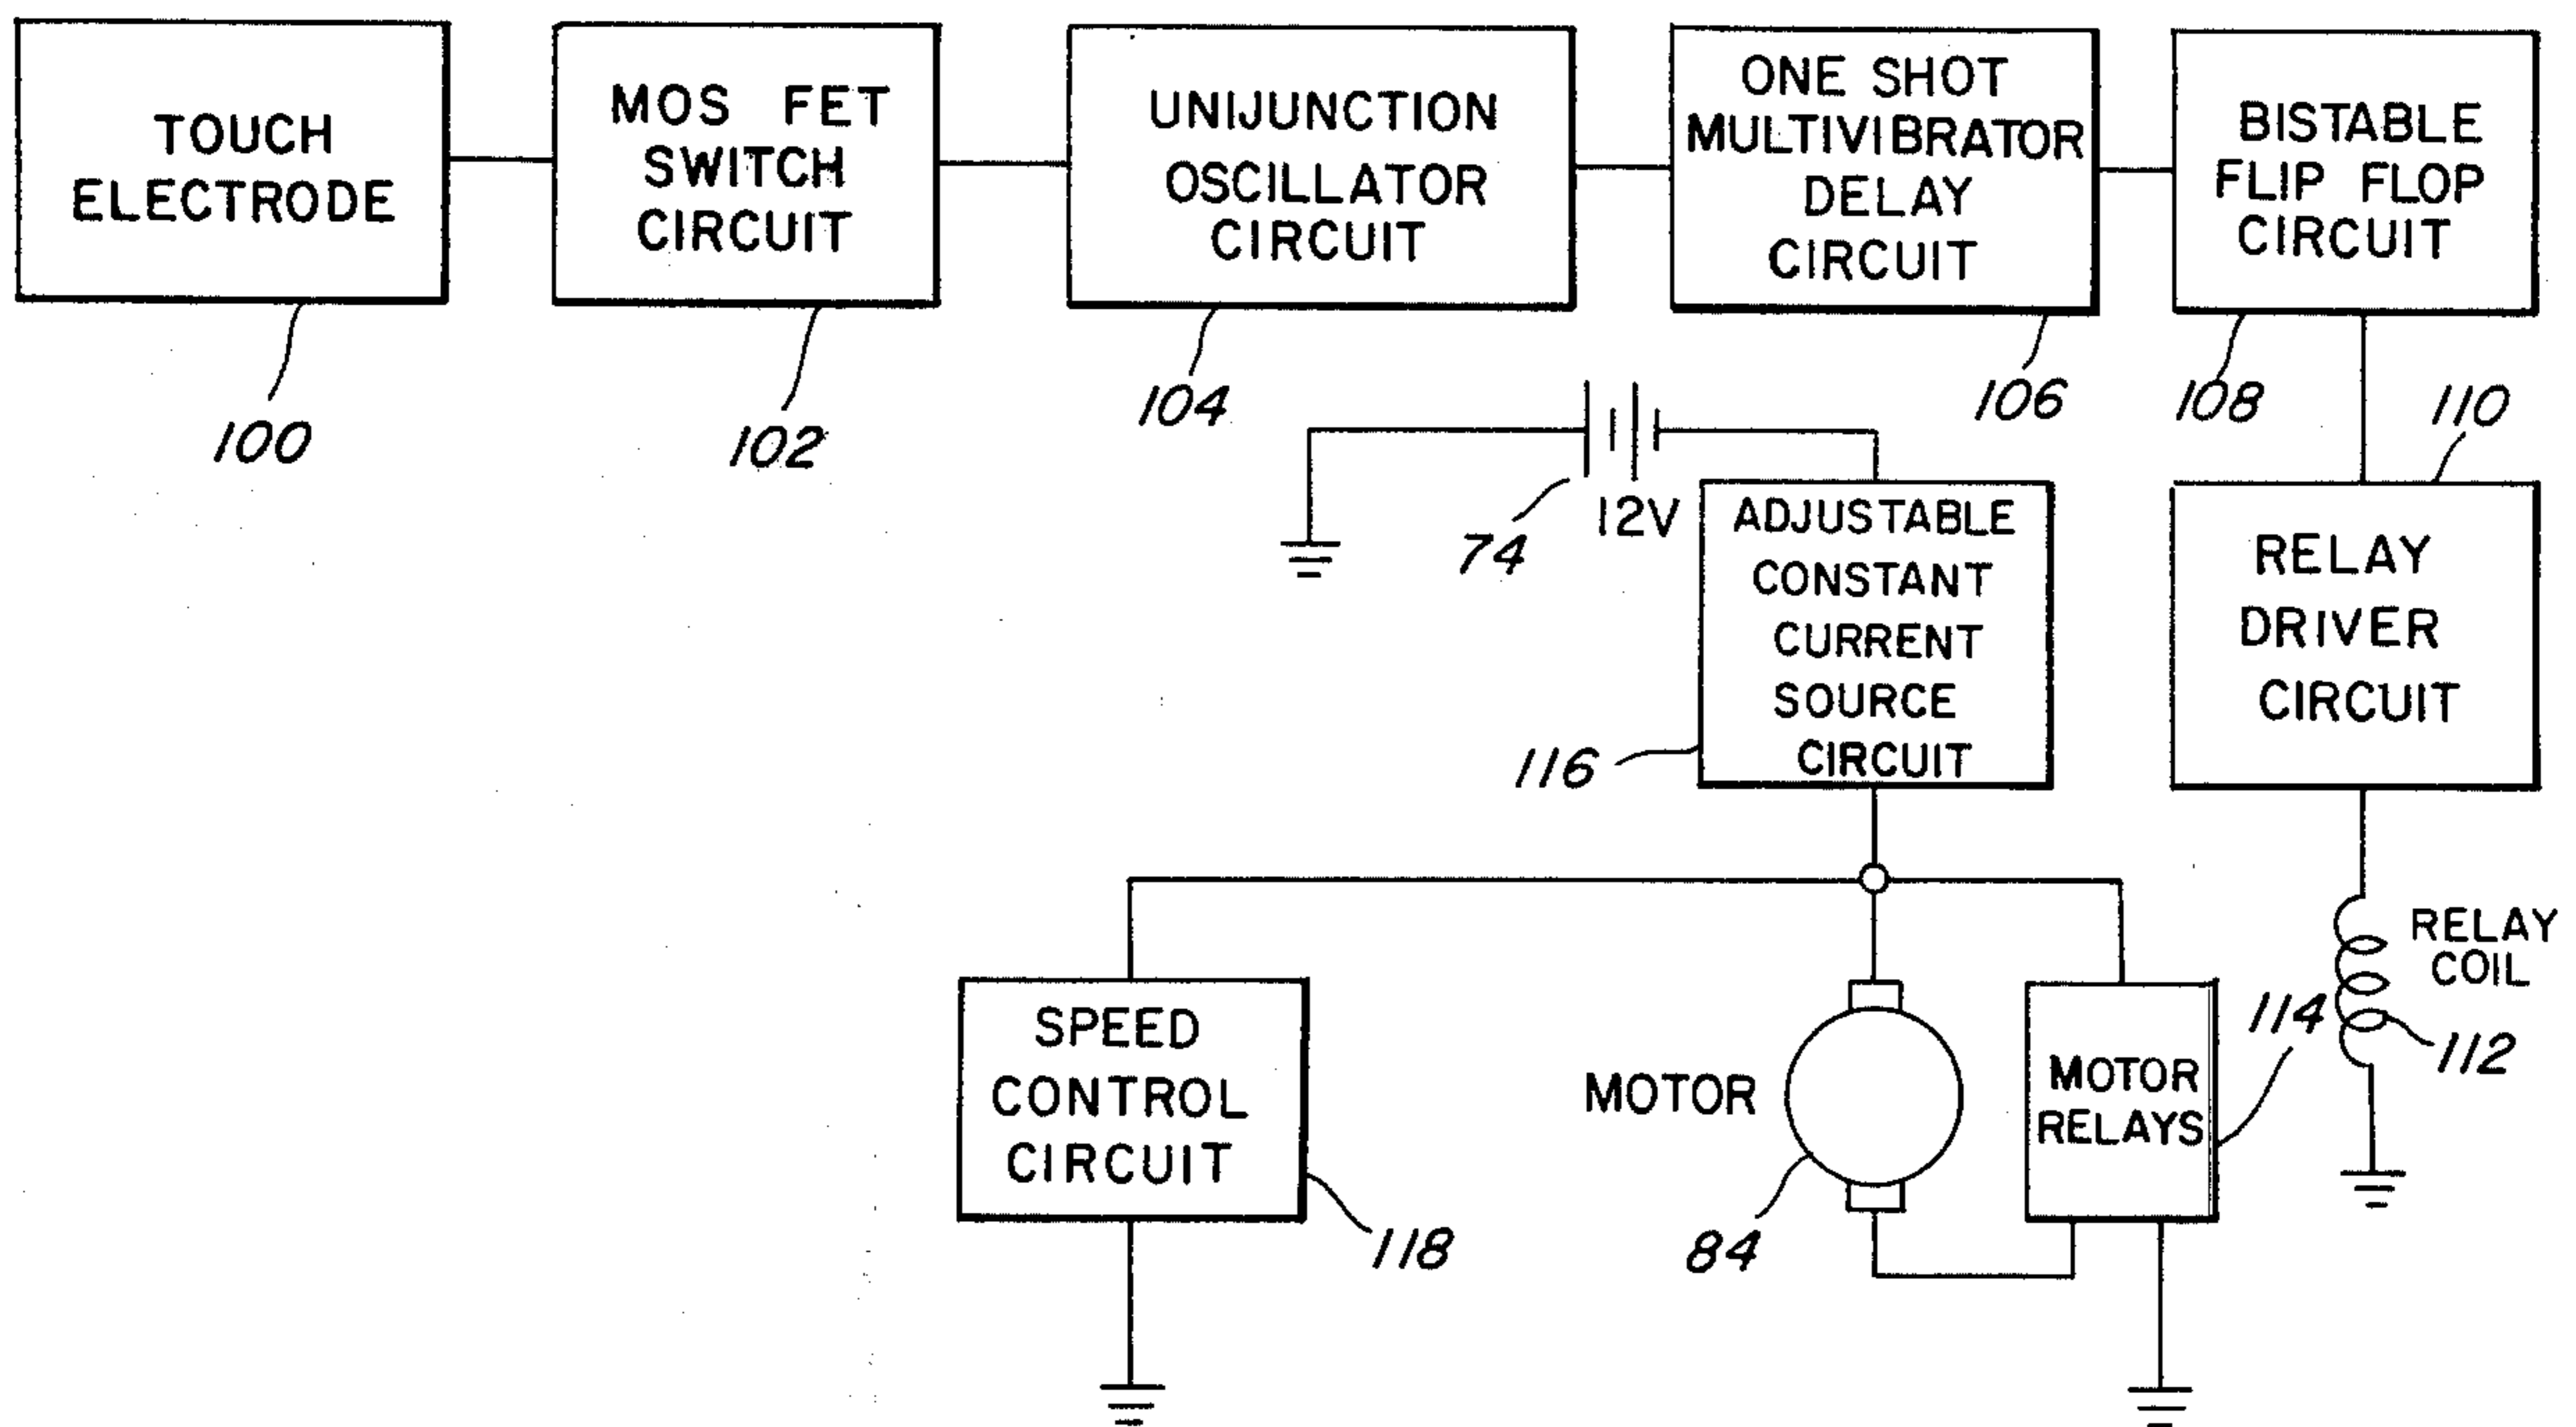 TOUCH
ELECTRODE
MOS FET
SWITCH
CIRCUIT
UNIJUNCTION
OSCILLATOR
CIRCUIT
ONE SHOT
MULTIVIBRATOR
DELAY
CIRCUIT
BISTABLE
FLIP FLOP
CIRCUIT
100
102
104
106
108
110
74
12V
ADJUSTABLE
CONSTANT
CURRENT
SOURCE
CIRCUIT
116
RELAY
DRIVER
CIRCUIT
RELAY
COIL
112
SPEED
CONTROL
CIRCUIT
118
MOTOR
84
MOTOR
RELAYS
114